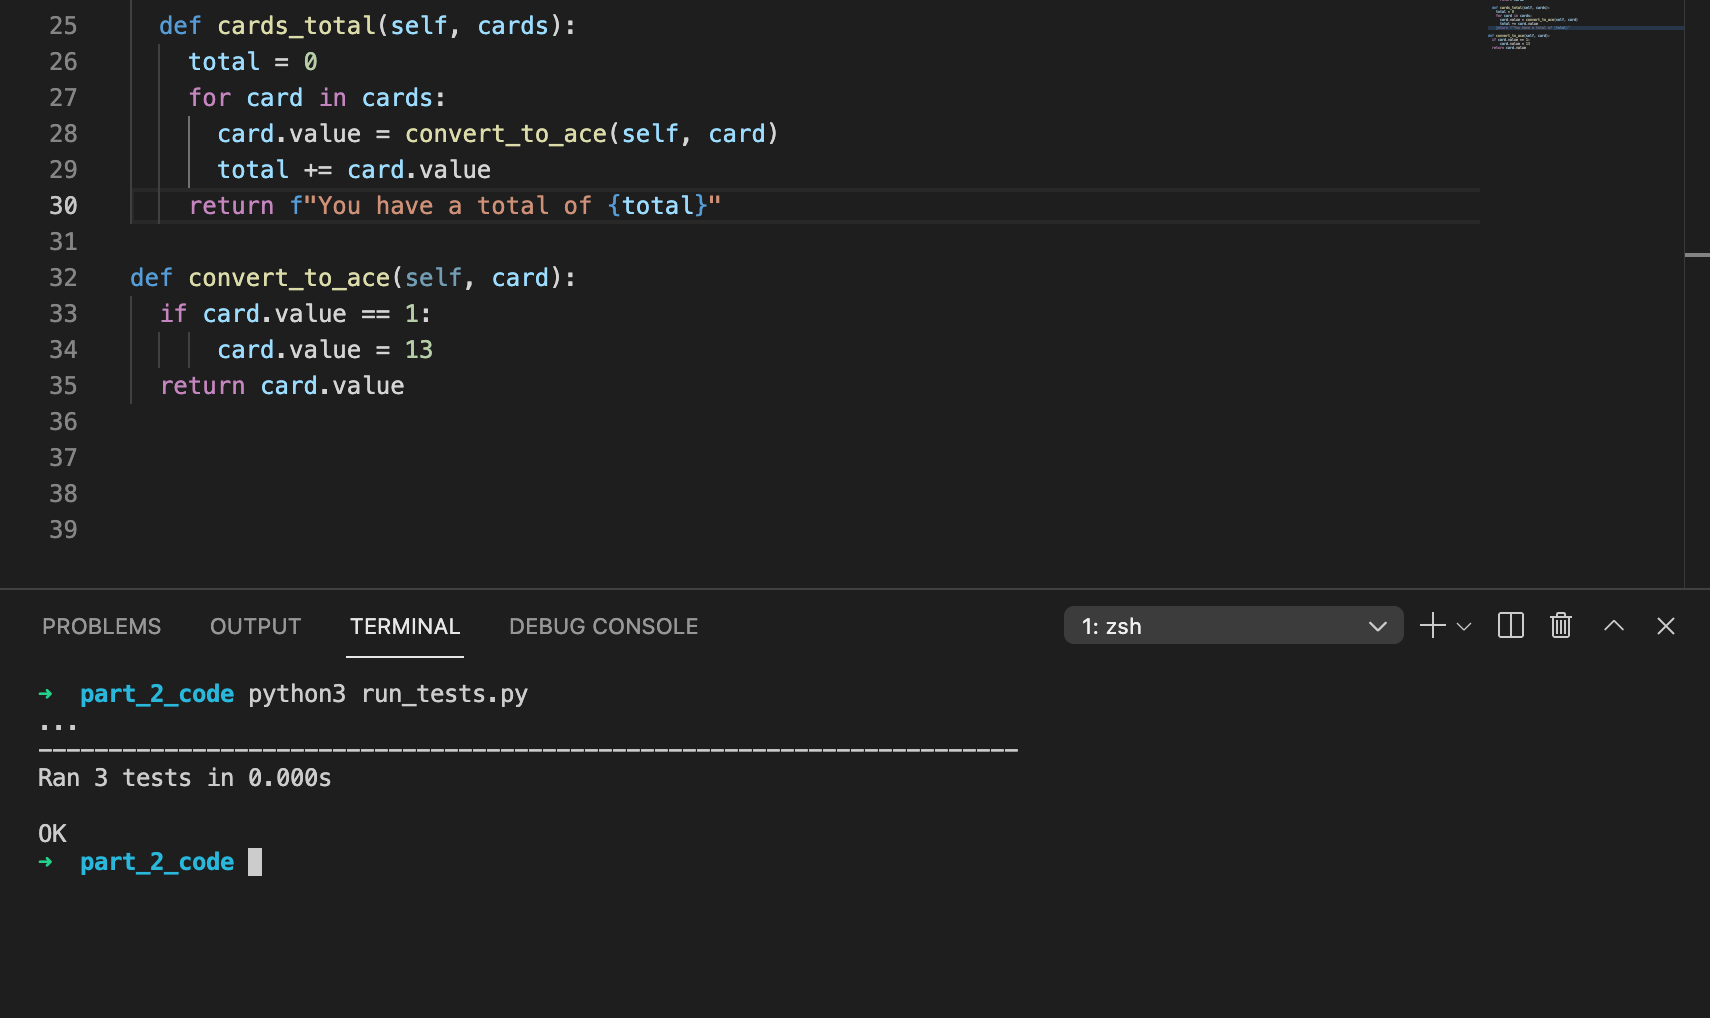 25 def cards_total(self, cards):
26 total = 0
27 for card in cards:
28 card.value = convert_to_ace(self, card)
29 total += card.value
30 return f"You have a total of {total}"
31
32 def convert_to_ace(self, card):
33 if card.value == 1:
34 card.value = 13
35 return card.value
36
37
38
39
PROBLEMS OUTPUT TERMINAL DEBUG CONSOLE 1: zsh
➜ part_2_code python3 run_tests.py
...
----------------------------------------------------------------------
Ran 3 tests in 0.000s
OK
➜ part_2_code